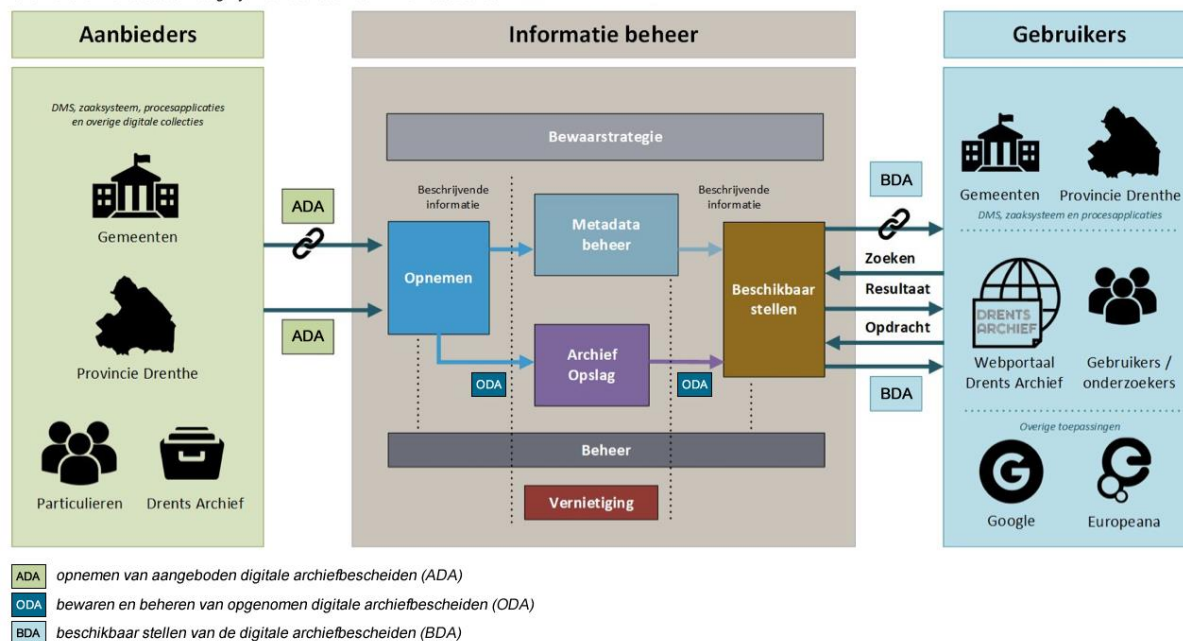 Aanbieders
DMS, zaaksysteem, procesapplicaties
en overige digitale collecties
Gemeenten
Provincie Drenthe
Particulieren
Drents Archief
ADA
ADA
Informatie beheer
Bewaarstrategie
Beschrijvende
informatie
Beschrijvende
informatie
Opnemen
Metadata
beheer
Archief
Opslag
ODA
ODA
Beschikbaar
stellen
Beheer
Vernietiging
BDA
Zoeken
Resultaat
Opdracht
BDA
Gebruikers
Gemeenten
Provincie Drenthe
DMS, zaaksysteem en procesapplicaties
DRENTS
ARCHIEF
Webportaal
Drents Archief
Gebruikers /
onderzoekers
Overige toepassingen
G
Google
Europeana
ADA opnemen van aangeboden digitale archiefbescheiden (ADA)
ODA bewaren en beheren van opgenomen digitale archiefbescheiden (ODA)
BDA beschikbaar stellen van de digitale archiefbescheiden (BDA)